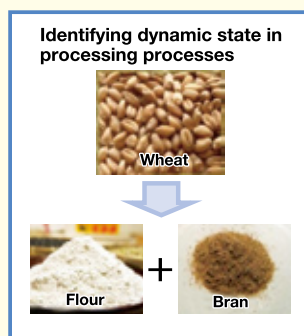 Identifying dynamic state in
processing processes
Wheat
Flour
+
Bran